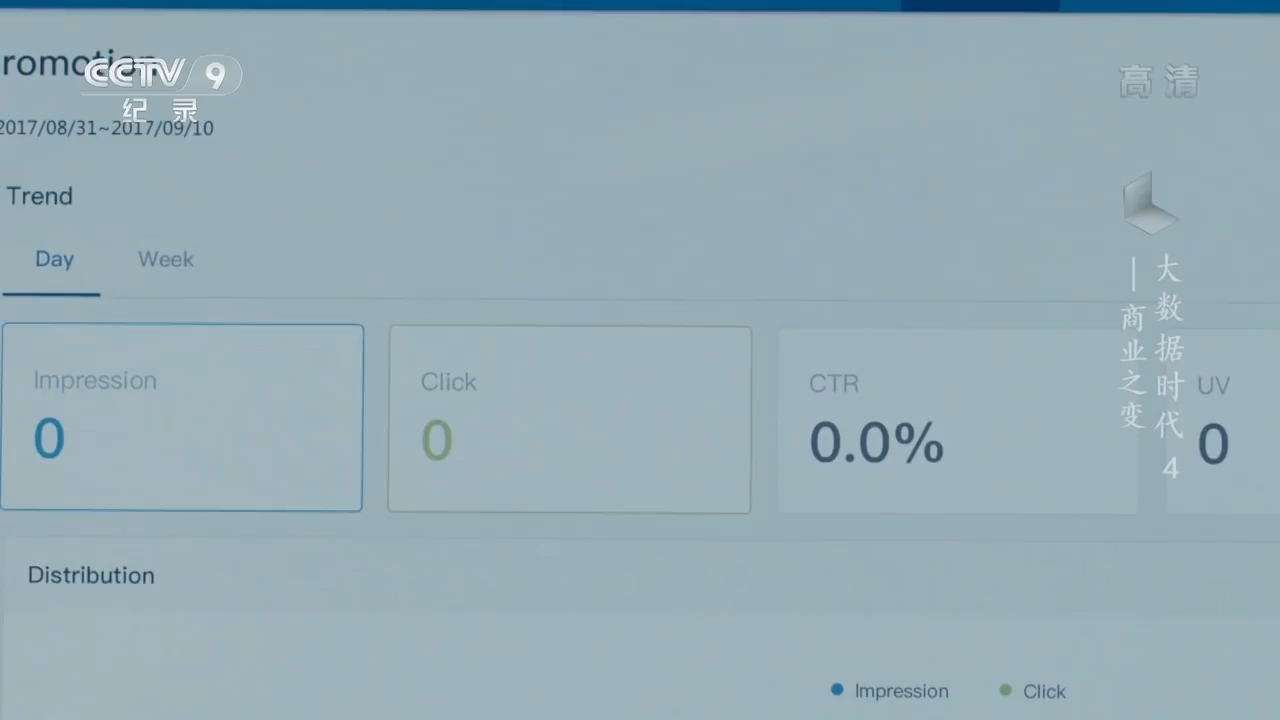 romotion
CCTV 9
纪录
高清
2017/08/31~2017/09/10
Trend
Day
Week
大数据时代 4
—商业之变
Impression
0
Click
0
CTR
0.0%
UV
0
Distribution
Impression
Click